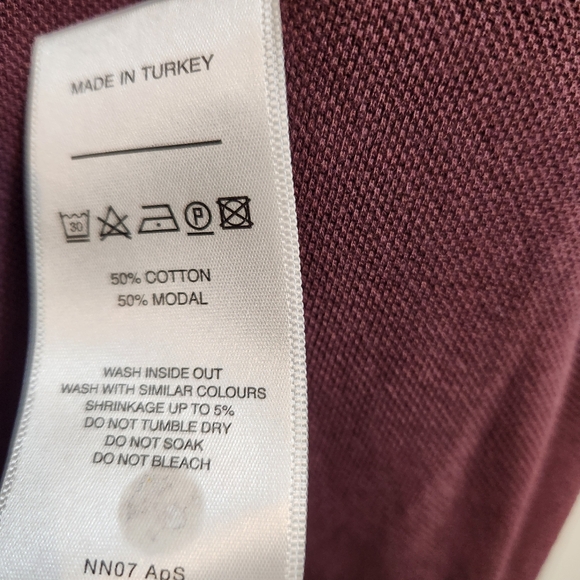 MADE IN TURKEY
30 P
50% COTTON
50% MODAL
WASH INSIDE OUT
WASH WITH SIMILAR COLOURS
SHRINKAGE UP TO 5%
DO NOT TUMBLE DRY
DO NOT SOAK
DO NOT BLEACH
NN07 ApS